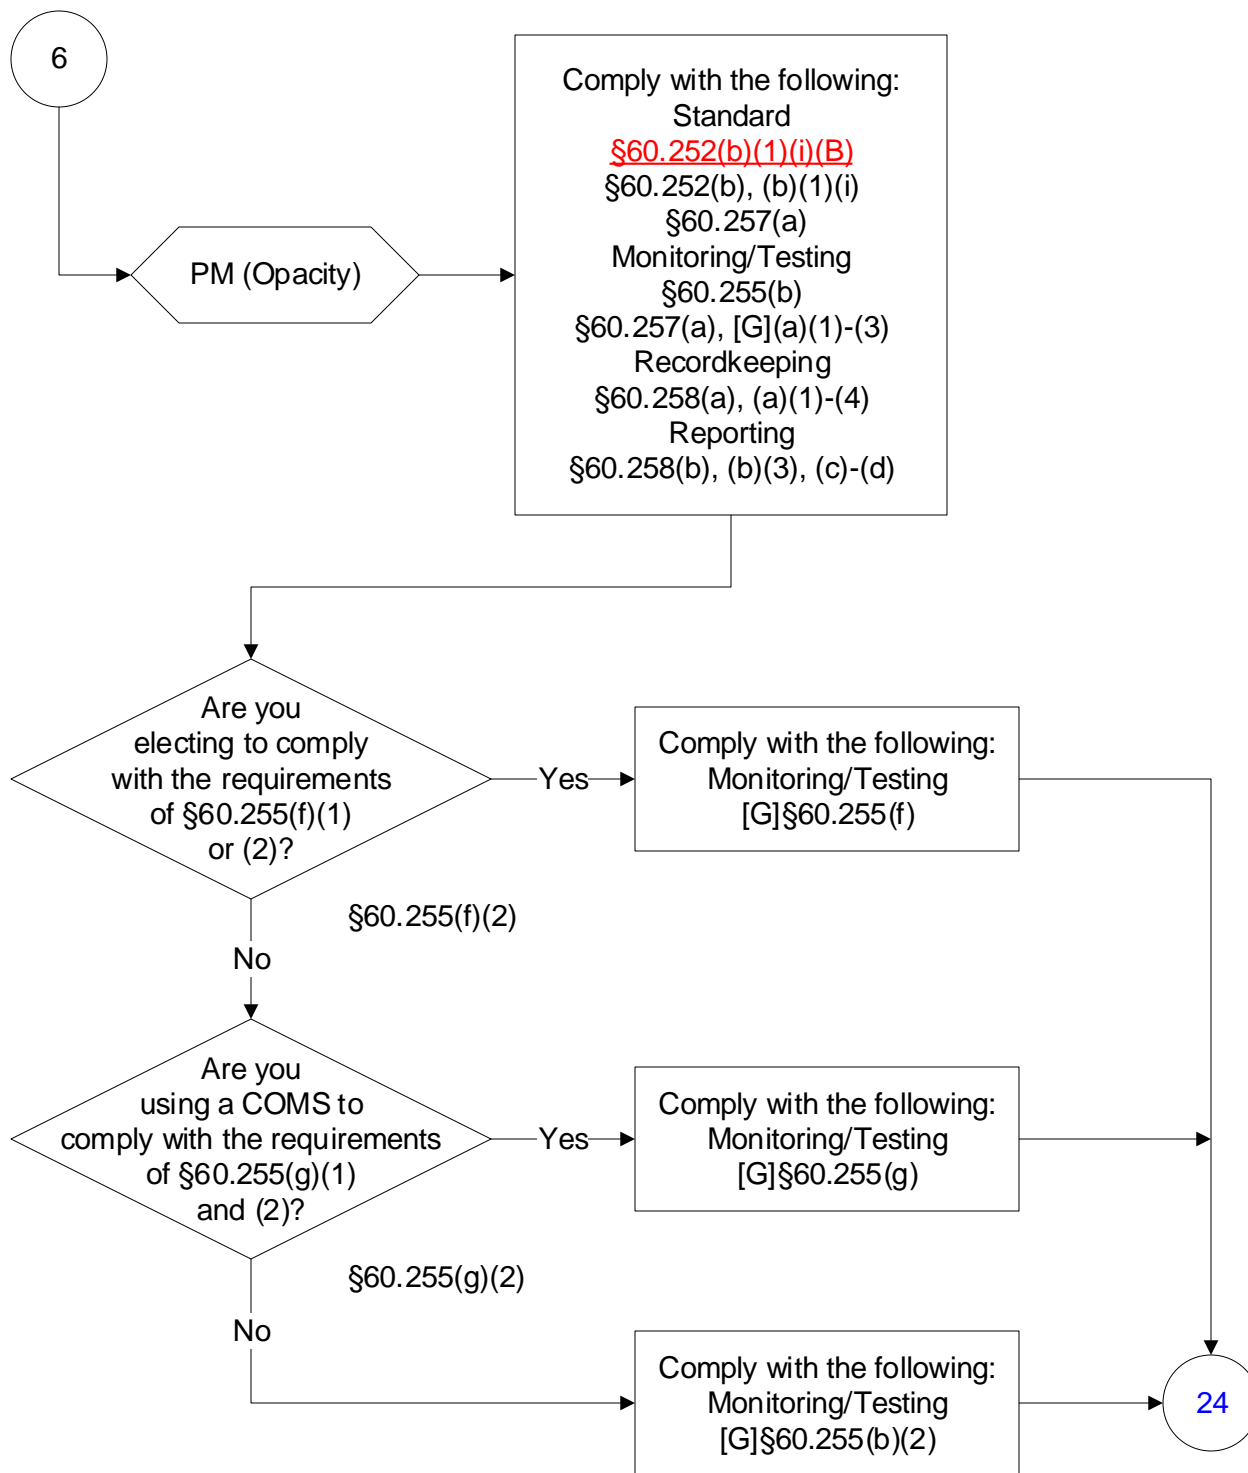 6
Comply with the following:
Standard
§60.252(b)(1)(i)(B)
§60.252(b), (b)(1)(i)
§60.257(a)
Monitoring/Testing
§60.255(b)
§60.257(a), [G](a)(1)-(3)
Recordkeeping
§60.258(a), (a)(1)-(4)
Reporting
§60.258(b), (b)(3), (c)-(d)
PM (Opacity)
Are you
electing to comply
with the requirements
of §60.255(f)(1)
or (2)?
Yes
Comply with the following:
Monitoring/Testing
[G]§60.255(f)
§60.255(f)(2)
No
Are you
using a COMS to
comply with the requirements
of §60.255(g)(1)
and (2)?
Yes
Comply with the following:
Monitoring/Testing
[G]§60.255(g)
§60.255(g)(2)
No
Comply with the following:
Monitoring/Testing
[G]§60.255(b)(2)
24